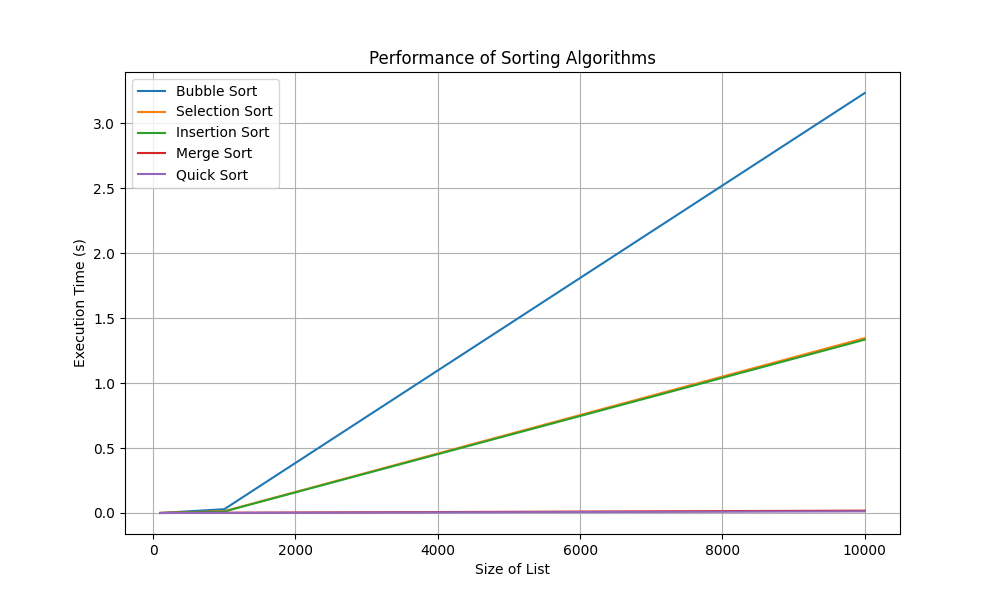 Performance of Sorting Algorithms
Bubble Sort
Selection Sort
Insertion Sort
Merge Sort
Quick Sort
Execution Time (s)
3.0
2.5
2.0
1.5
1.0
0.5
0.0
0 2000 4000 6000 8000 10000
Size of List